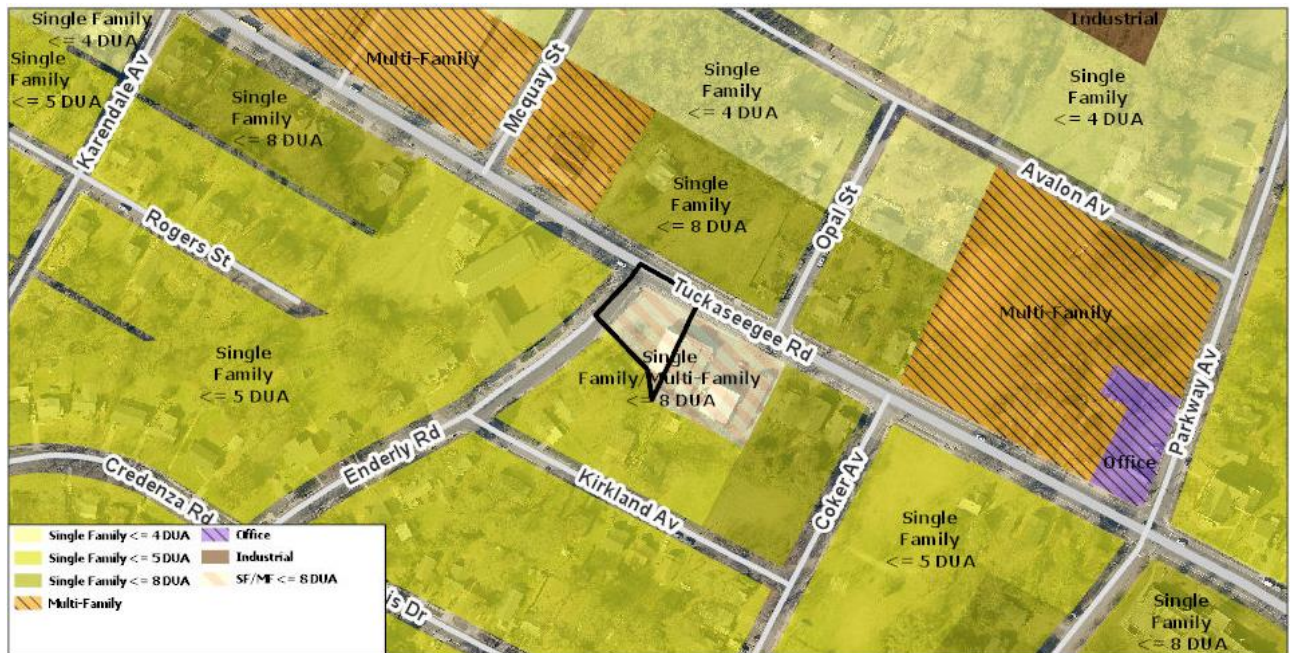 Single Family
<= 4 DUA
Single
Family
<= 5 DUA
Karendale Av
Single
Family
<= 8 DUA
Multi-Family
Mcquay St
Single
Family
<= 4 DUA
Industrial
Single
Family
<= 4 DUA
Avalon Av
Rogers St
Single
Family
<= 8 DUA
Opal St
Tuckaseegee Rd
Multi-Family
Parkway Av
Single
Family
<= 5 DUA
Single
Family/Multi-Family
<= 8 DUA
Enderly Rd
Credenza Rd
Kirkland Av
Coker Av
Office
Single
Family
<= 5 DUA
Single
Family
<= 8 DUA
is Dr
Single Family <= 4 DUA
Single Family <= 5 DUA
Single Family <= 8 DUA
Multi-Family
Office
Industrial
SF/MF <= 8 DUA